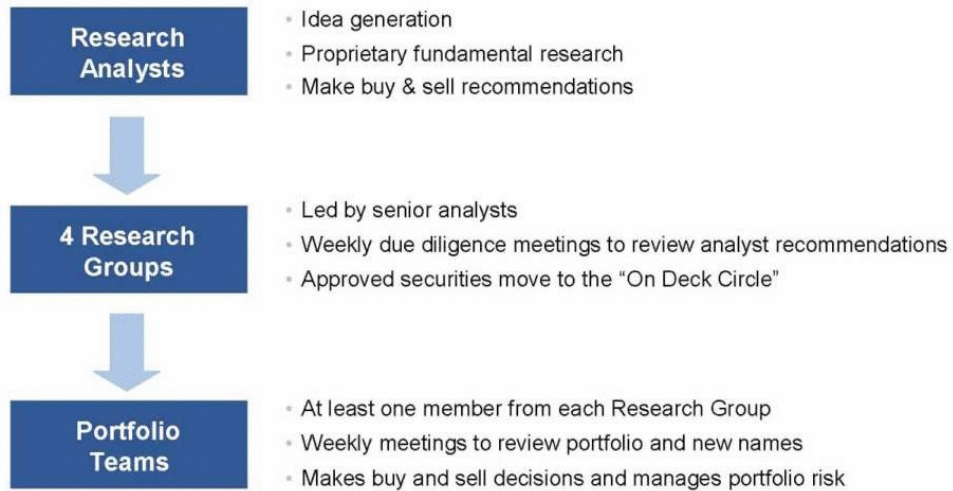 Research
Analysts
• Idea generation
• Proprietary fundamental research
• Make buy & sell recommendations
4 Research
Groups
• Led by senior analysts
• Weekly due diligence meetings to review analyst recommendations
• Approved securities move to the “On Deck Circle”
Portfolio
Teams
• At least one member from each Research Group
• Weekly meetings to review portfolio and new names
• Makes buy and sell decisions and manages portfolio risk